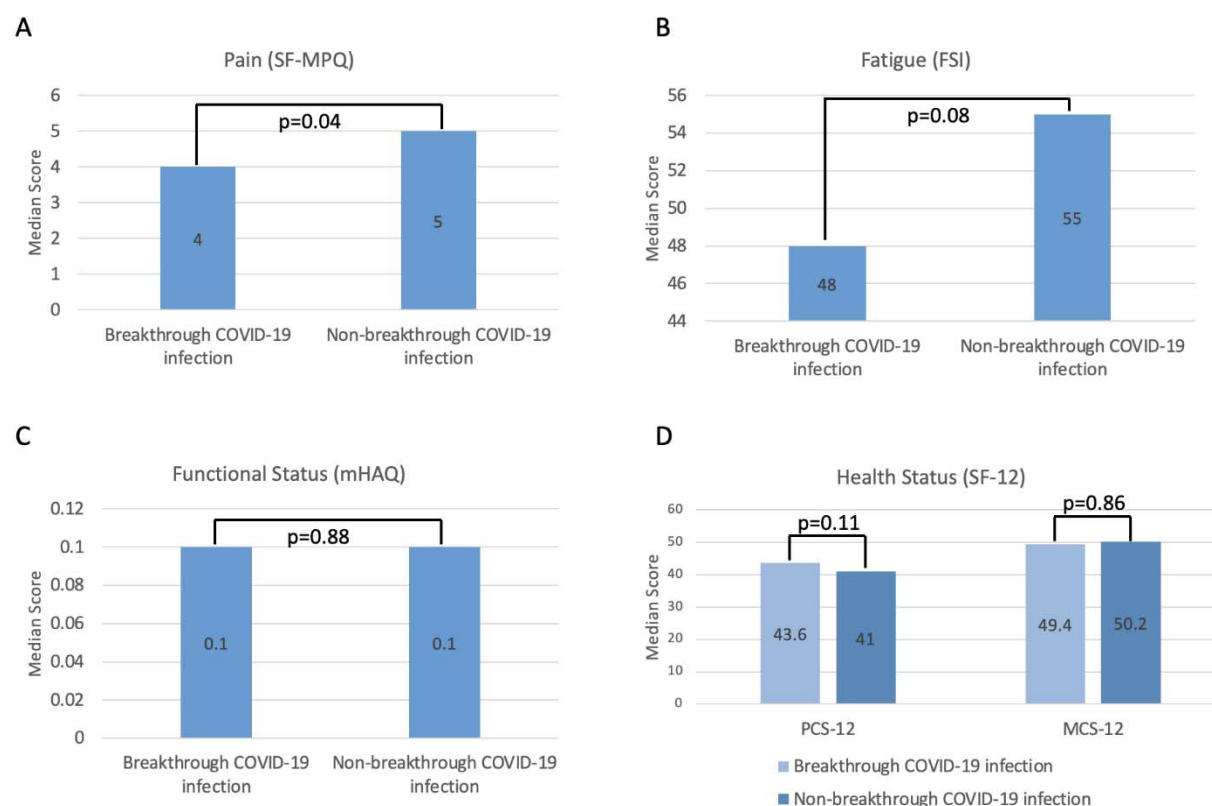 A
Pain (SF-MPQ)
Median Score
6
5
4
3
2
1
0
p=0.04
4
5
Breakthrough COVID-19
infection
Non-breakthrough COVID-19
infection
B
Fatigue (FSI)
Median Score
56
54
52
50
48
46
44
p=0.08
48
55
Breakthrough COVID-19
infection
Non-breakthrough COVID-19
infection
C
Functional Status (mHAQ)
Median Score
0.12
0.1
0.08
0.06
0.04
0.02
0
p=0.88
0.1
0.1
Breakthrough COVID-19
infection
Non-breakthrough COVID-19
infection
D
Health Status (SF-12)
Median Score
60
50
40
30
20
10
0
p=0.11
p=0.86
43.6
41
49.4
50.2
PCS-12
MCS-12
Breakthrough COVID-19 infection
Non-breakthrough COVID-19 infection